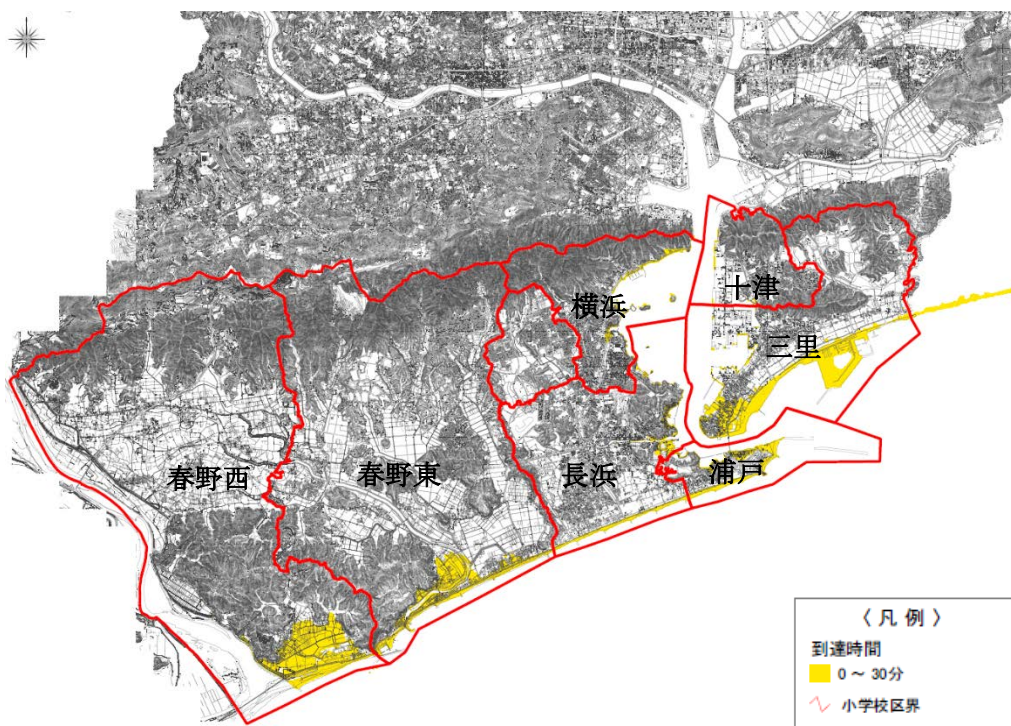 横浜
十津
三里
春野西
春野東
長浜
浦戸
〈 凡 例 〉
到達時間
0 ～ 30分
小学校区界